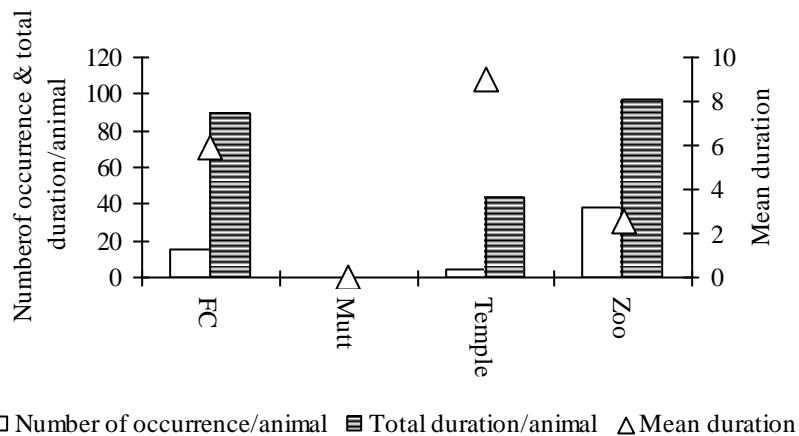 Numberof occurrence & total
duration/animal
120
100
80
60
40
20
0
10
8
6
4
2
0
Mean duration
FC
Mutt
Temple
Zoo
Number of occurrence/animal Total duration/animal Mean duration